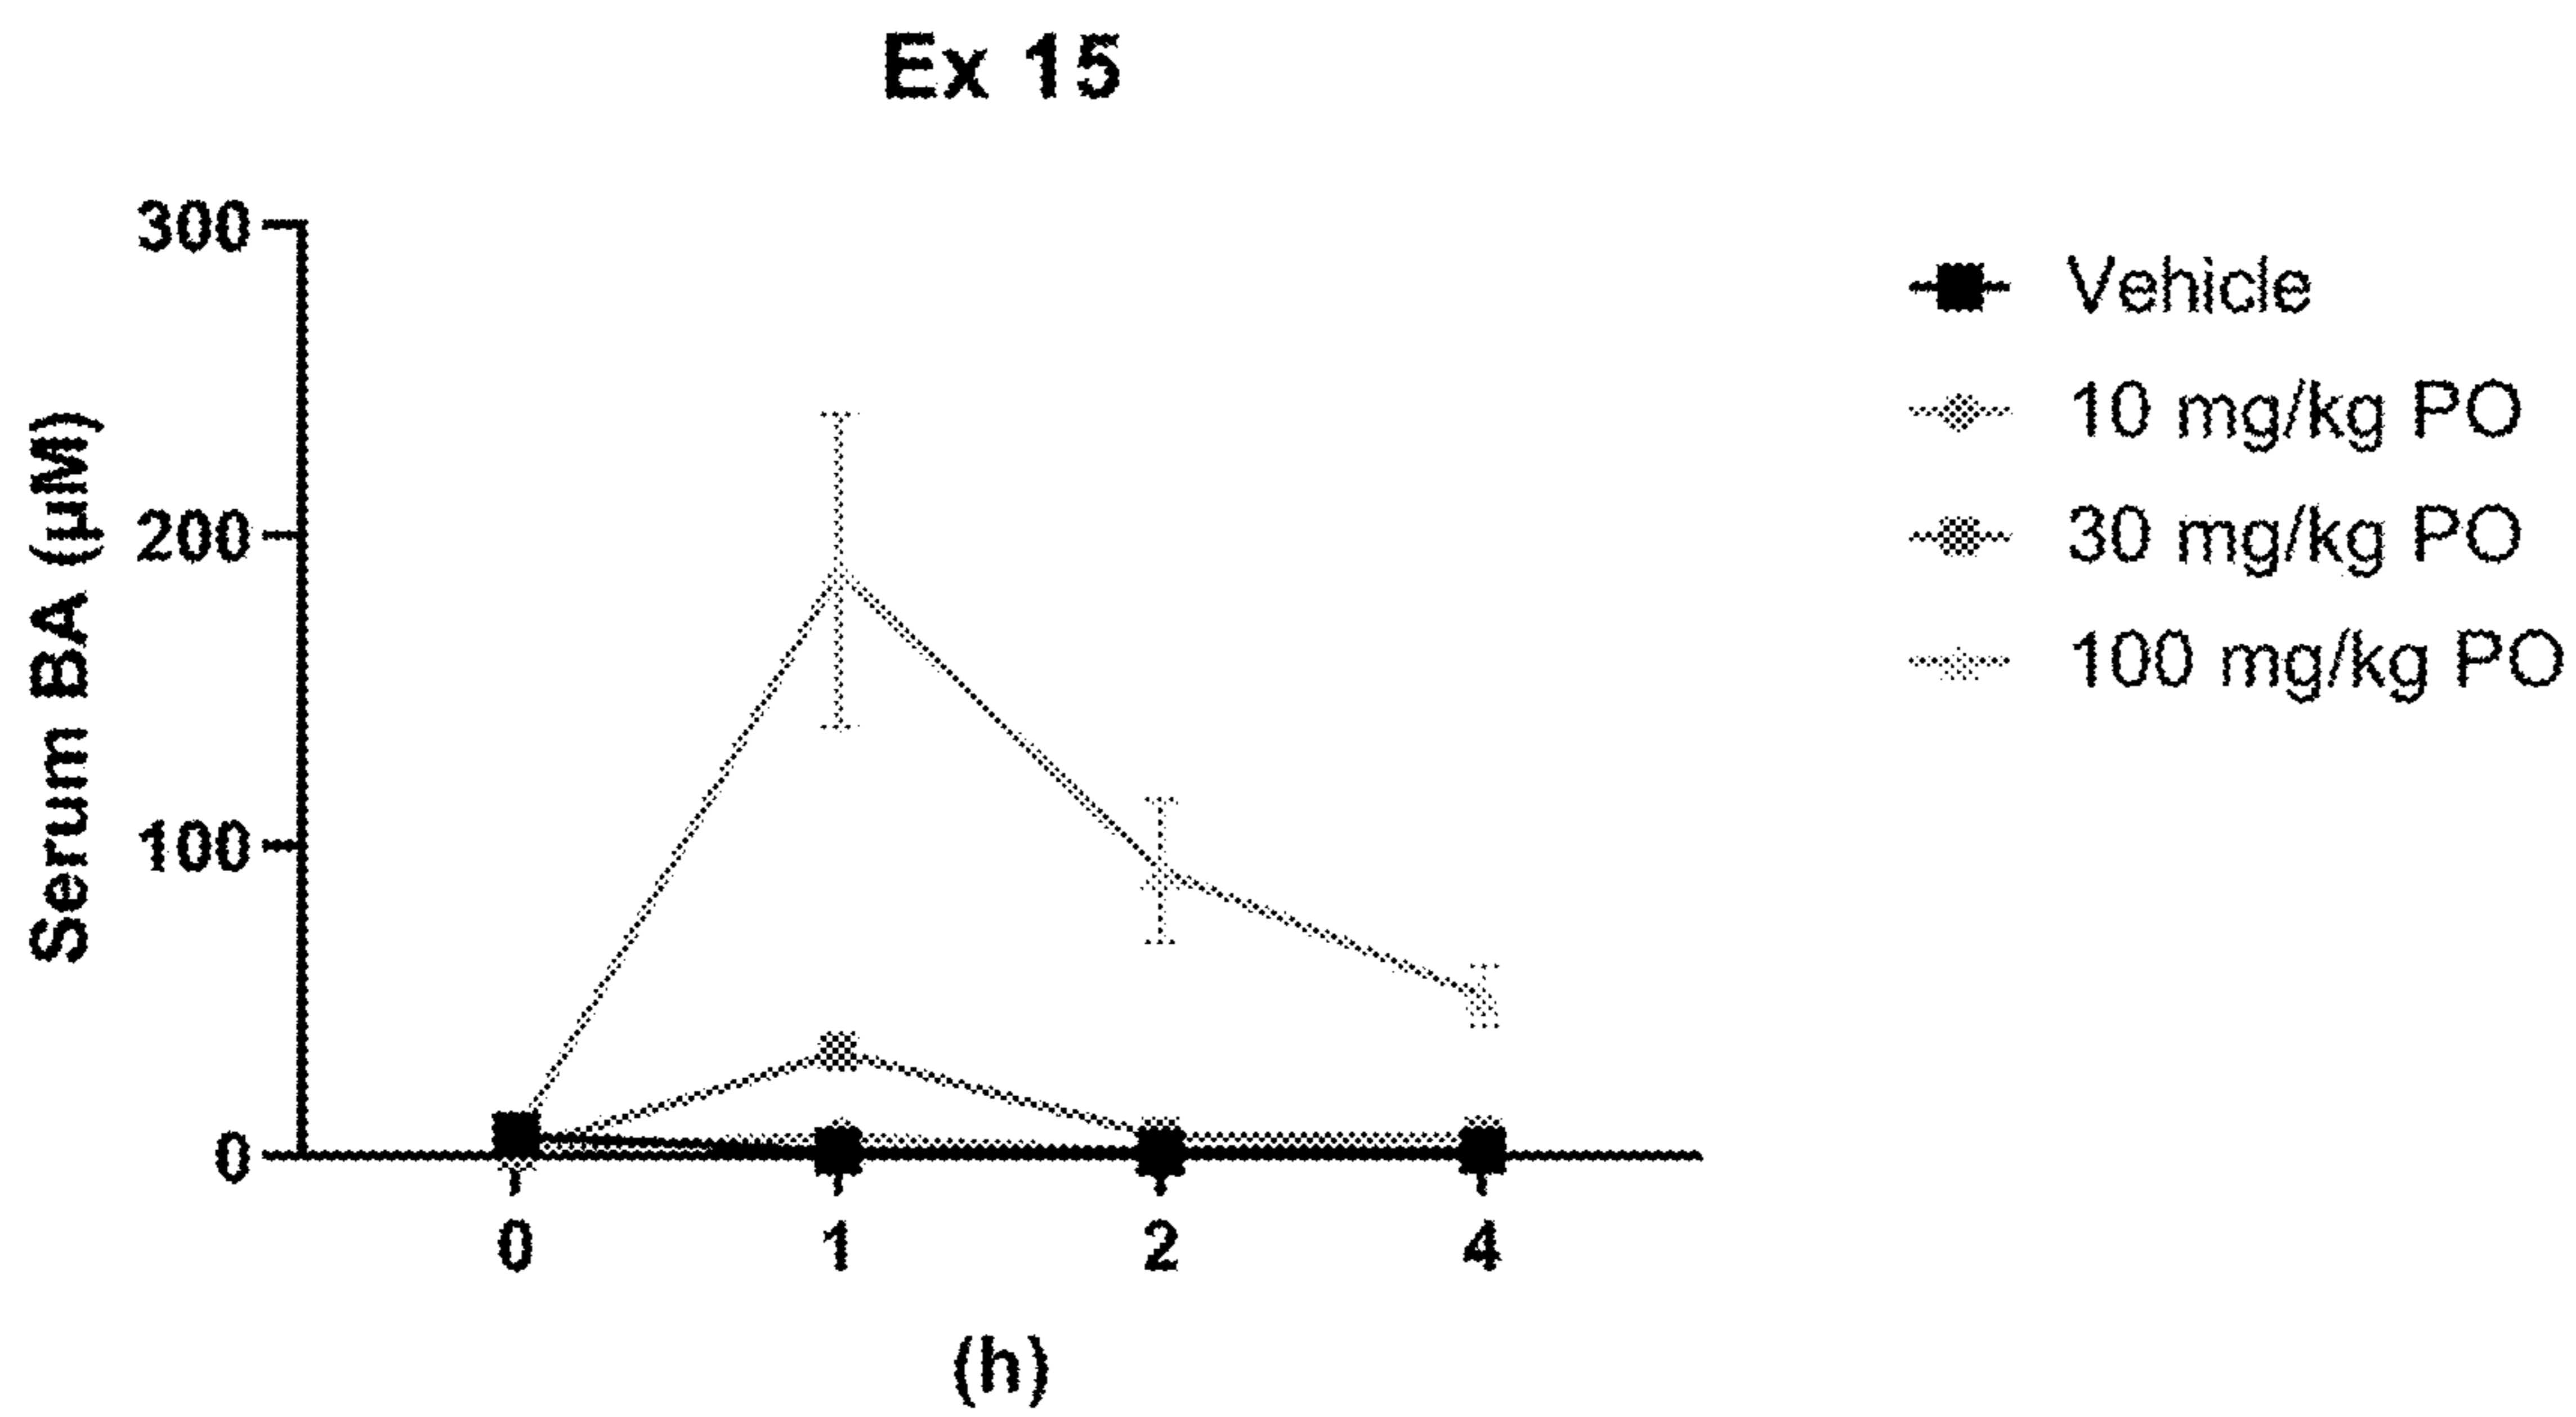 Ex 15
300
200
100
0
Serum BA (µM)
0 1 2 4
(h)
Vehicle
10 mg/kg PO
30 mg/kg PO
100 mg/kg PO